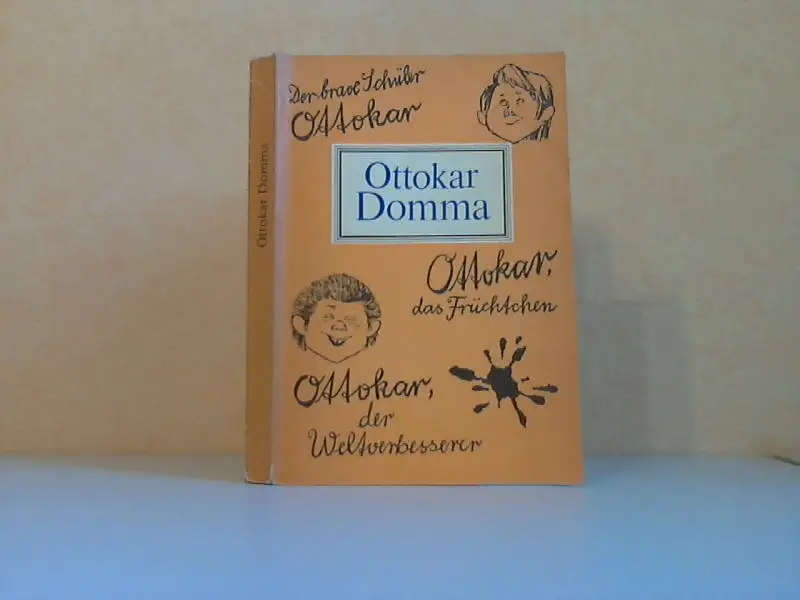 Ottokar Domma
Der brave Schüler
Ottokar
Ottokar
Domma
Ottokar,
das Früchtchen
Ottokar,
der
Weltverbesserer